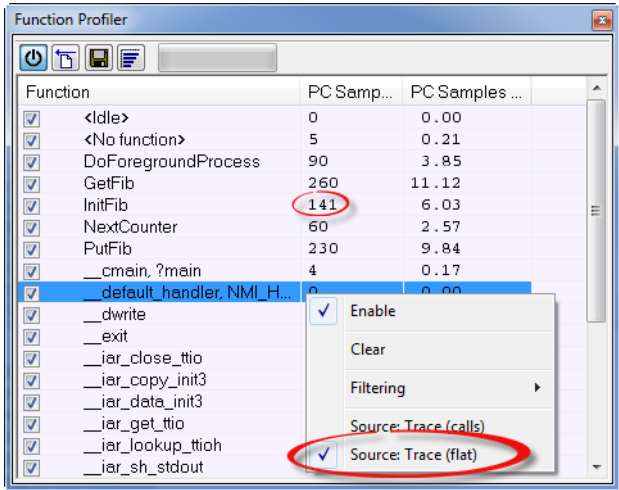 Function Profiler
Function PC Samp... PC Samples ...
<Idle> 0 0.00
<No function> 5 0.21
DoForegroundProcess 90 3.85
GetFib 260 11.12
InitFib 141 6.03
NextCounter 60 2.57
PutFib 230 9.84
__cmain, ?main 4 0.17
__default_handler, NMI_H... 0 0.00
__dwrite
__exit
__iar_close_ttio
__iar_copy_init3
__iar_data_init3
__iar_get_ttio
__iar_lookup_ttioh
__iar_sh_stdout
Enable
Clear
Filtering
Source: Trace (calls)
Source: Trace (flat)